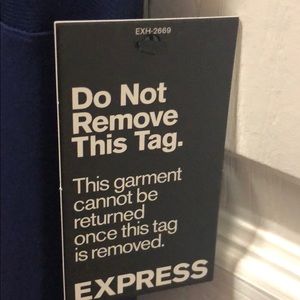 EXH-2669
Do Not
Remove
This Tag.
This garment
cannot be
returned
once this tag
is removed.
EXPRESS